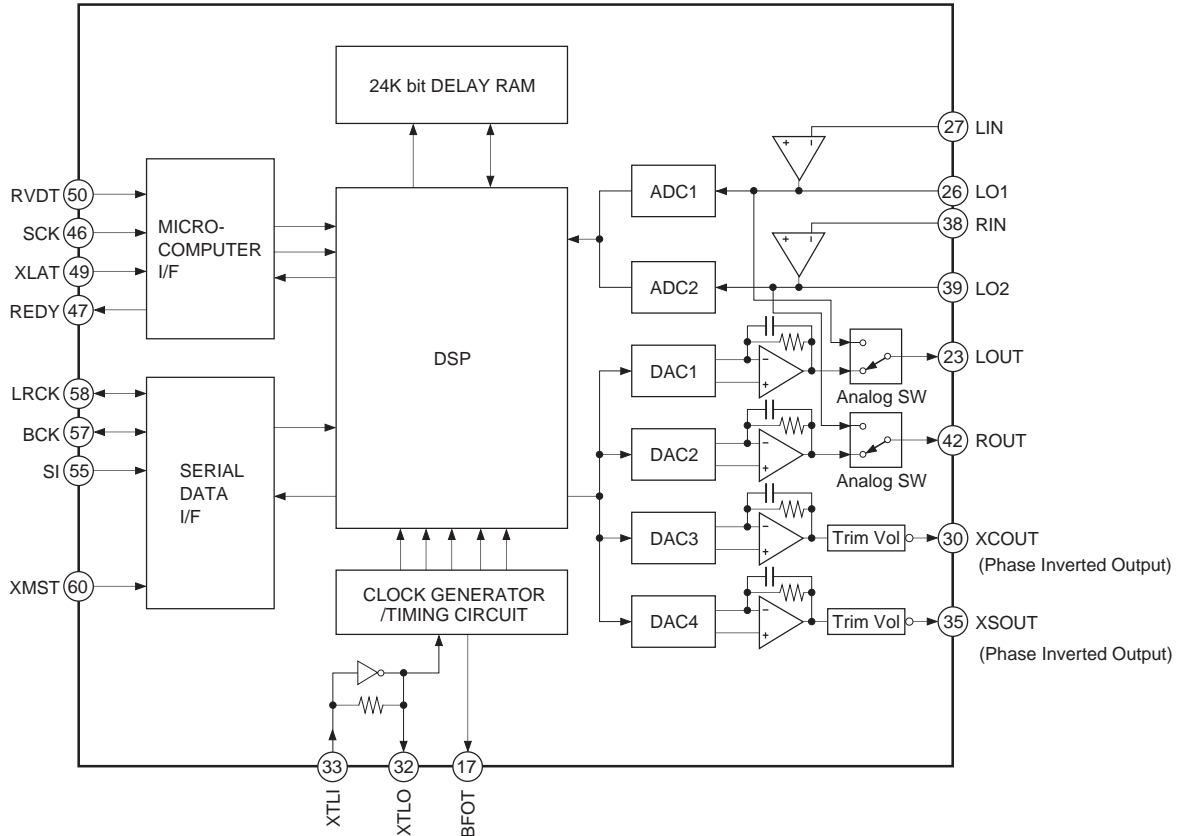 24K bit DELAY RAM
RVDT 50
SCK 46
XLAT 49
REDY 47
MICRO-
COMPUTER
I/F
LRCK 58
BCK 57
SI 55
XMST 60
SERIAL
DATA
I/F
DSP
CLOCK GENERATOR
/TIMING CIRCUIT
33 XTLI
32 XTLO
17 BFOT
ADC1
ADC2
DAC1
DAC2
DAC3
DAC4
+ −
+ −
−
+
−
+
−
+
−
+
Analog SW
Analog SW
Trim Vol
Trim Vol
27 LIN
26 LO1
38 RIN
39 LO2
23 LOUT
42 ROUT
30 XCOUT
(Phase Inverted Output)
35 XSOUT
(Phase Inverted Output)